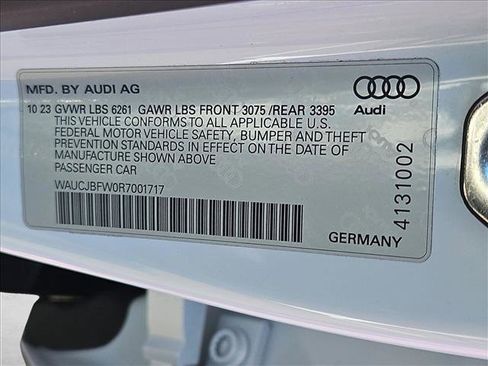 MFD. BY AUDI AG
10 23 GVWR LBS 6261 GAWR LBS FRONT 3075 /REAR 3395
THIS VEHICLE CONFORMS TO ALL APPLICABLE U.S.
FEDERAL MOTOR VEHICLE SAFETY, BUMPER AND THEFT
PREVENTION STANDARDS IN EFFECT ON THE DATE OF
MANUFACTURE SHOWN ABOVE
PASSENGER CAR
WAUCJBFW0R7001717
Audi
4131002
GERMANY